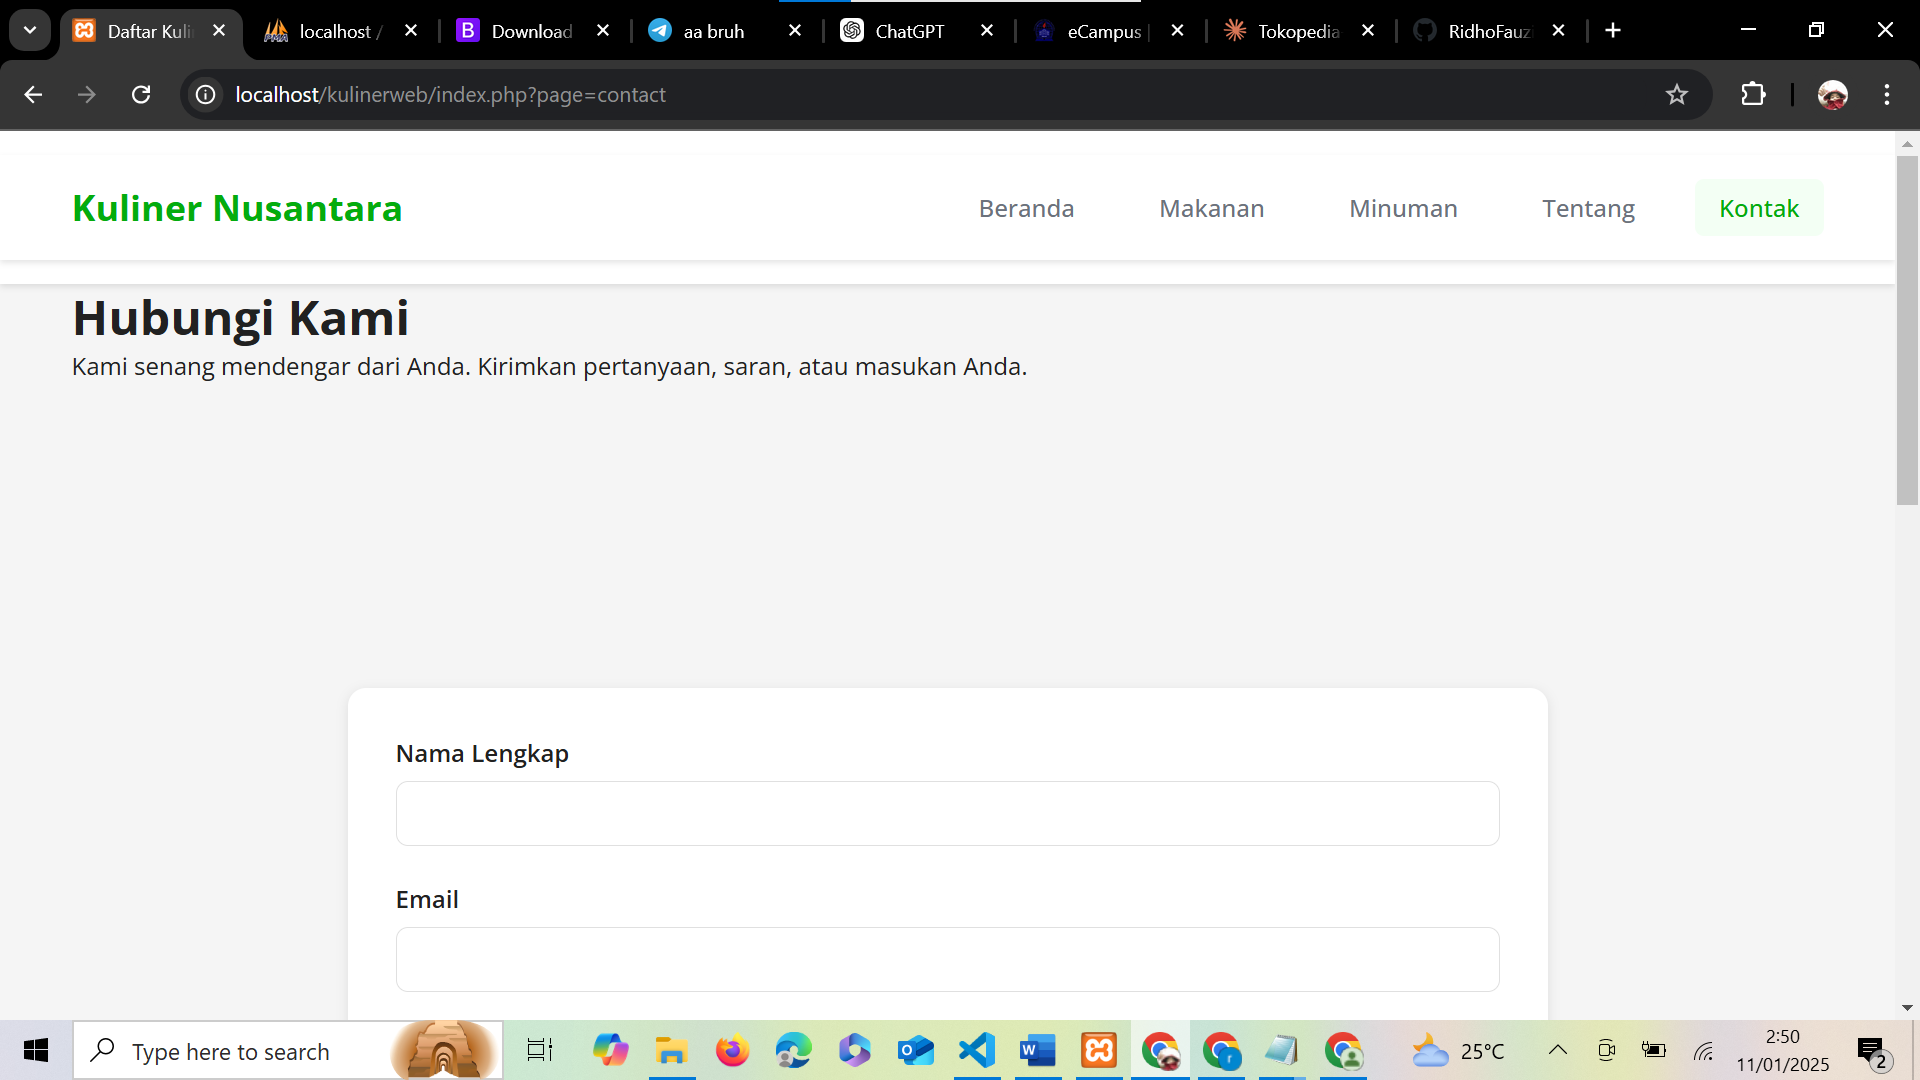 Daftar Kuli
localhost /
Download
aa bruh
ChatGPT
eCampus |
Tokopedia
RidhoFauz
localhost/kulinerweb/index.php?page=contact
Kuliner Nusantara
Beranda
Makanan
Minuman
Tentang
Kontak
Hubungi Kami
Kami senang mendengar dari Anda. Kirimkan pertanyaan, saran, atau masukan Anda.
Nama Lengkap
Email
Type here to search
25°C
2:50
11/01/2025
2